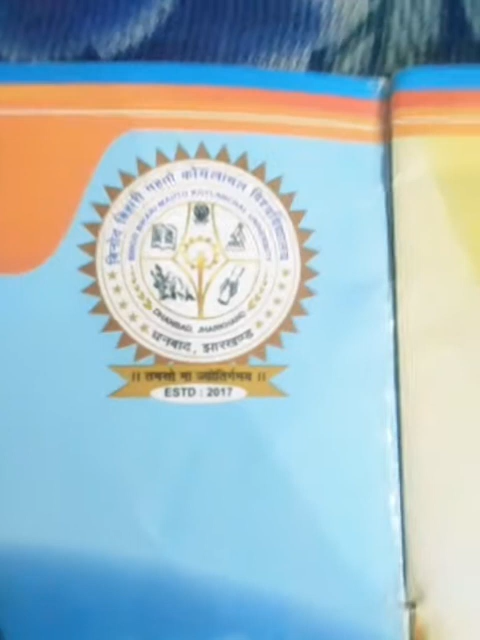 बिनोद बिहारी महतो कोयलांचल विश्वविद्यालय
BINOD BIHARI MAHTO KOYLANCHAL UNIVERSITY
DHANBAD, JHARKHAND
धनबाद, झारखण्ड
॥ तमसो मा ज्योतिर्गमय ॥
ESTD : 2017